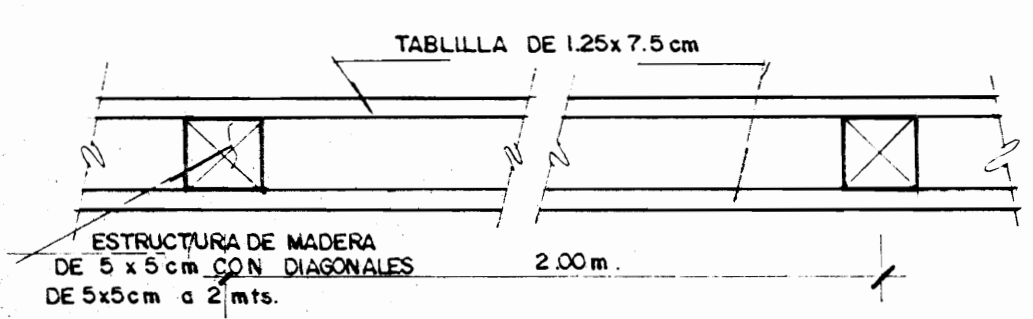 TABLILLA DE 1.25x 7.5 cm
ESTRUCTURA DE MADERA
DE 5 x 5 cm CON DIAGONALES
DE 5x5cm a 2 mts.
2.00 m.